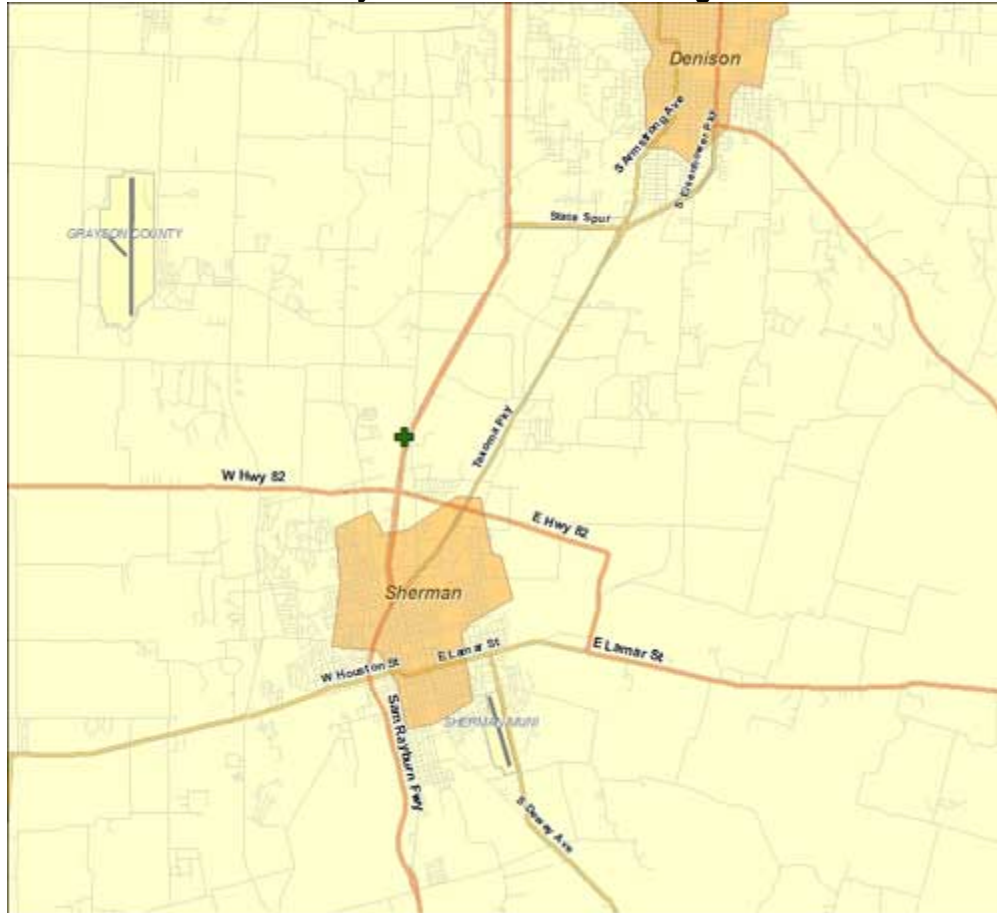 Denison
S Armstrong Ave
S Eisenhower Pky
State Spur
GRAYSON COUNTY
Texoma Pky
W Hwy 82
E Hwy 82
Sherman
E Lamar St
E Lamar St
W Houston St
Sam Rayburn Fwy
SHERMAN MUNI
S Dewey Ave